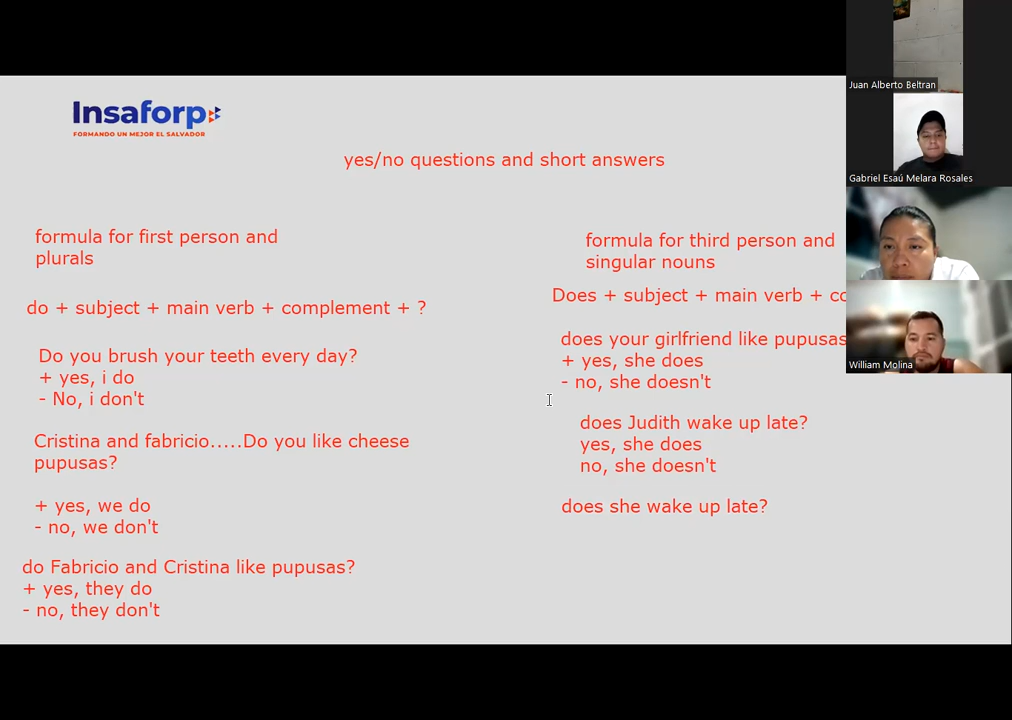 Insaforp
FORMANDO UN MEJOR EL SALVADOR
yes/no questions and short answers
formula for first person and
plurals
do + subject + main verb + complement + ?
Do you brush your teeth every day?
+ yes, i do
- No, i don't
Cristina and fabricio.....Do you like cheese
pupusas?
+ yes, we do
- no, we don't
do Fabricio and Cristina like pupusas?
+ yes, they do
- no, they don't
formula for third person and
singular nouns
Does + subject + main verb + co
does your girlfriend like pupusas
+ yes, she does
- no, she doesn't
does Judith wake up late?
yes, she does
no, she doesn't
does she wake up late?
Juan Alberto Beltran
Gabriel Esaú Melara Rosales
William Molina